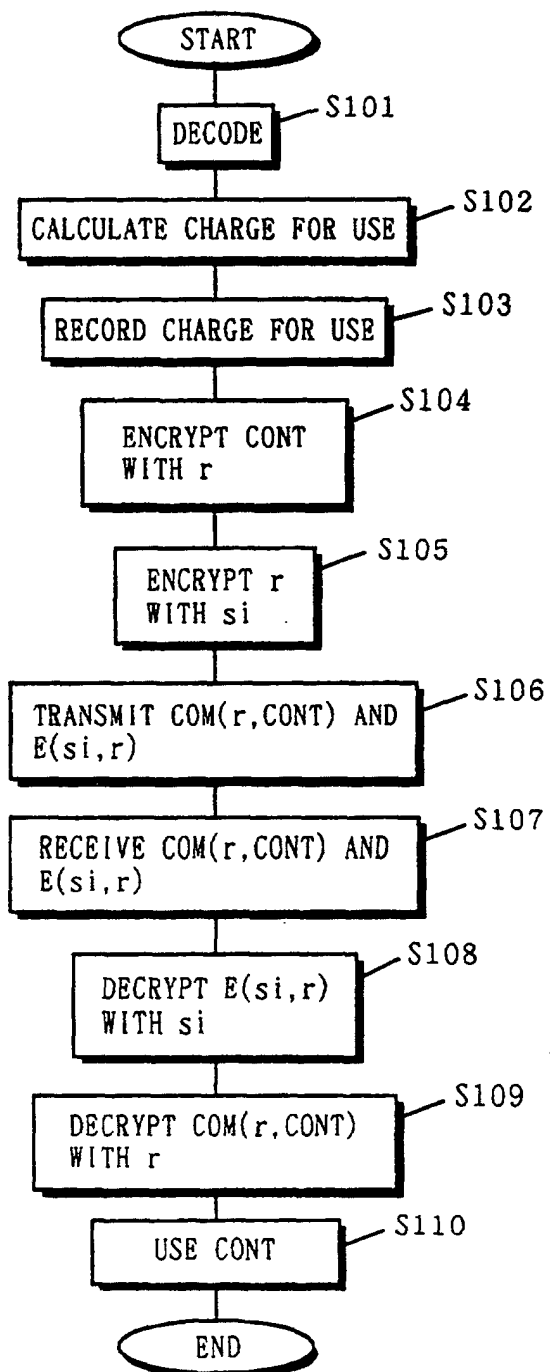 START
S101
DECODE
S102
CALCULATE CHARGE FOR USE
S103
RECORD CHARGE FOR USE
S104
ENCRYPT CONT
WITH r
S105
ENCRYPT r
WITH si
S106
TRANSMIT COM(r,CONT) AND
E(si,r)
S107
RECEIVE COM(r,CONT) AND
E(si,r)
S108
DECRYPT E(si,r)
WITH si
S109
DECRYPT COM(r,CONT)
WITH r
S110
USE CONT
END